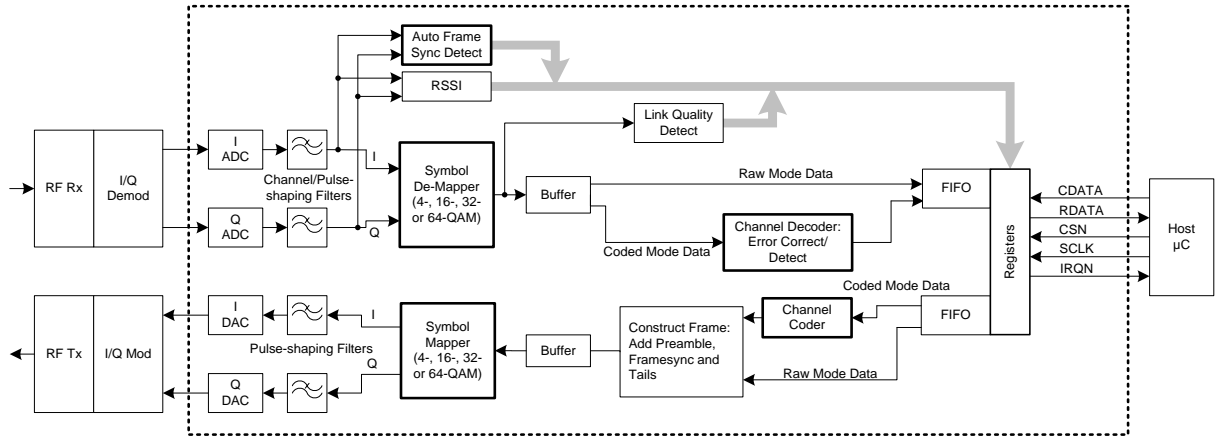 Auto Frame
Sync Detect
RSSI
Link Quality
Detect
RF Rx
I/Q
Demod
I
ADC
Q
ADC
Channel/Pulse-
shaping Filters
I
Q
Symbol
De-Mapper
(4-, 16-, 32-
or 64-QAM)
Buffer
Raw Mode Data
Coded Mode Data
Channel Decoder:
Error Correct/
Detect
FIFO
Registers
CDATA
RDATA
CSN
SCLK
IRQN
Host
µC
RF Tx
I/Q Mod
I
DAC
Q
DAC
Pulse-shaping Filters
I
Q
Symbol
Mapper
(4-, 16-, 32-
or 64-QAM)
Buffer
Construct Frame:
Add Preamble,
Framesync and
Tails
Channel
Coder
Coded Mode Data
Raw Mode Data
FIFO